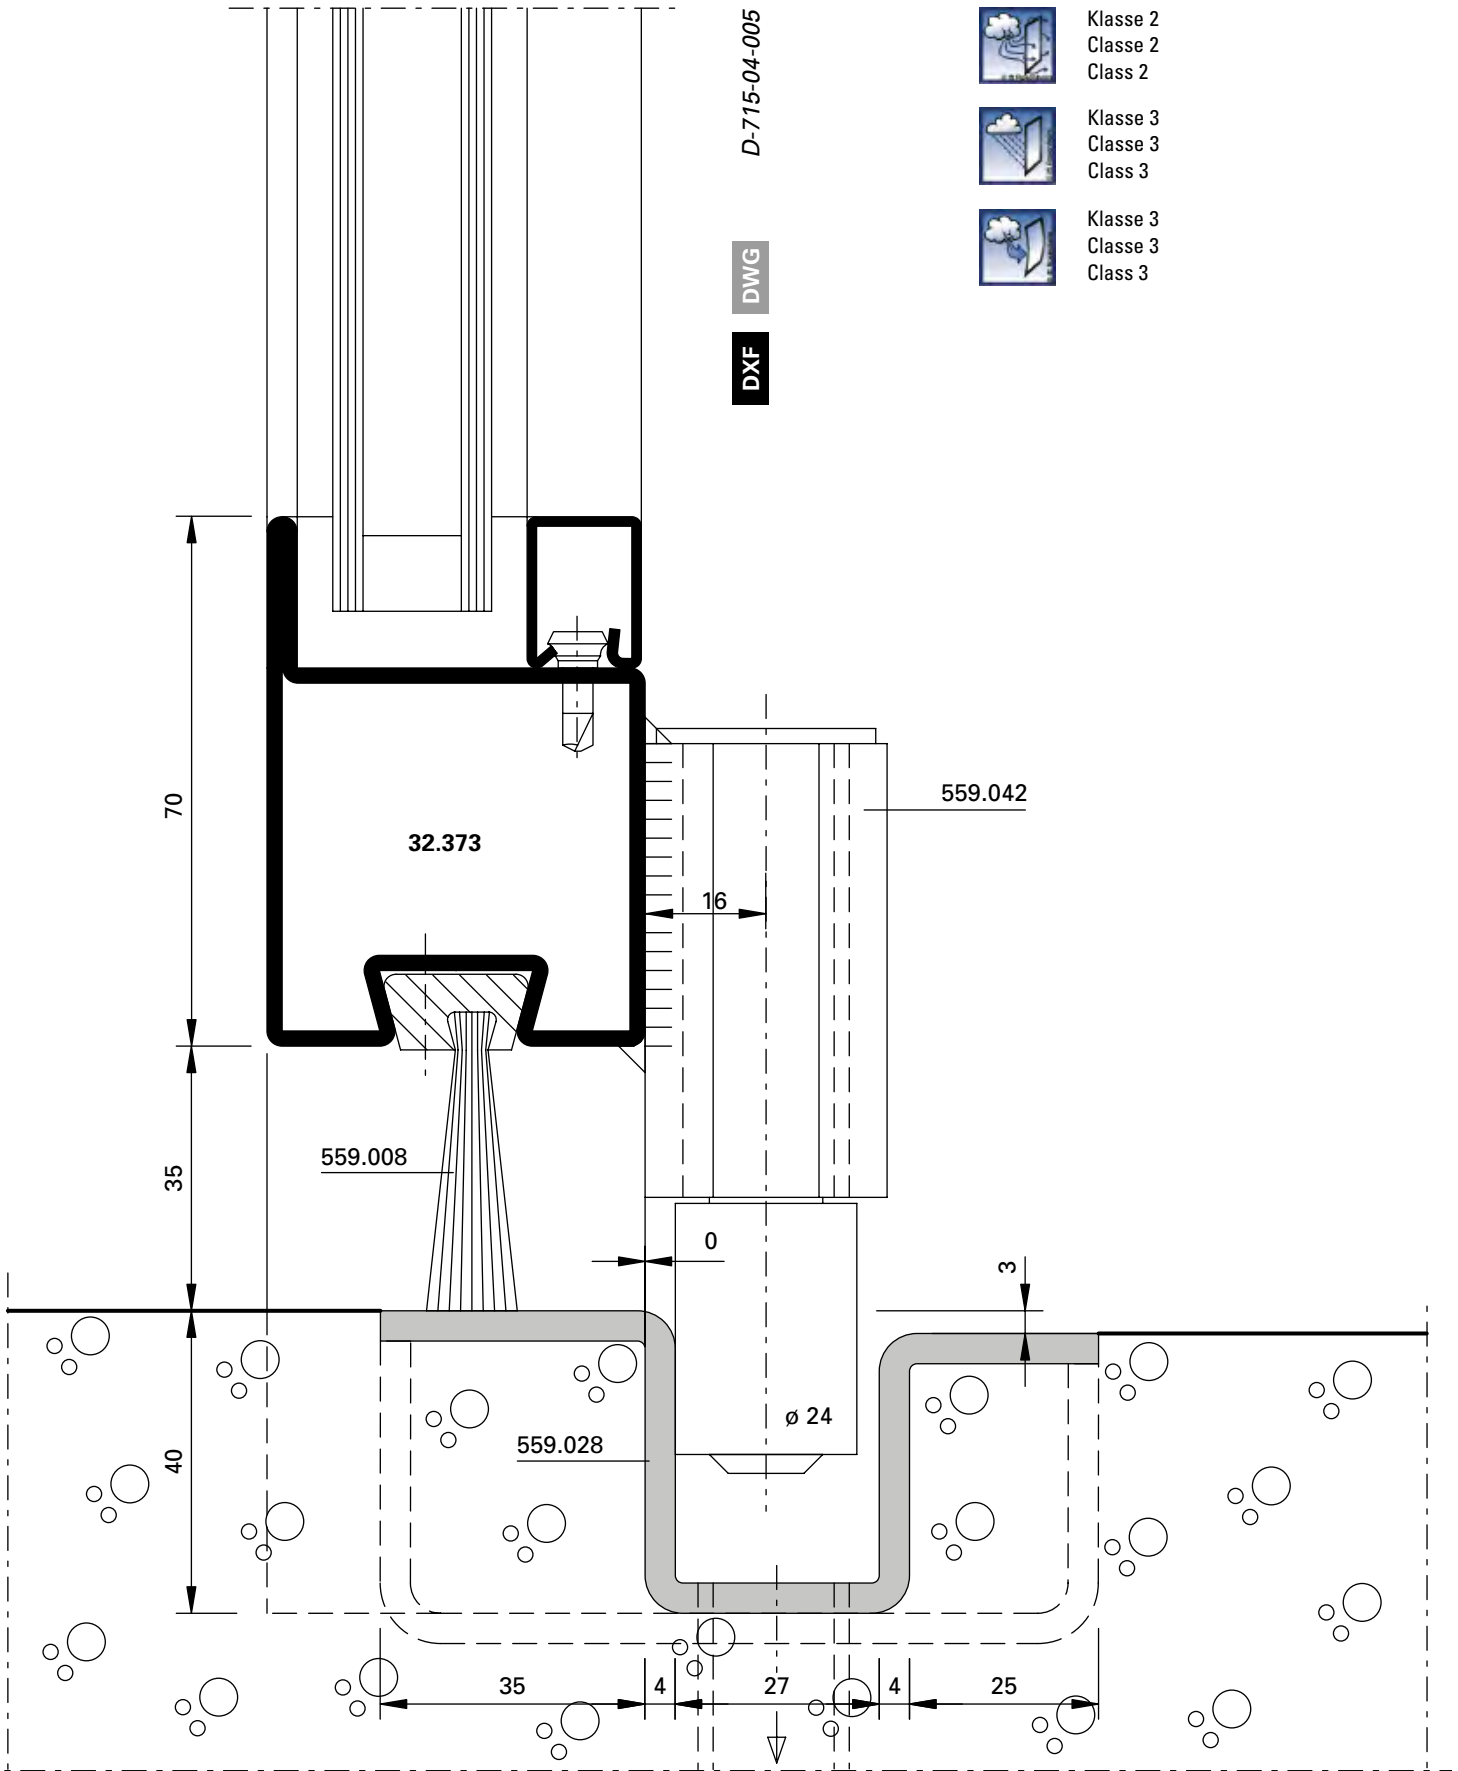 D-715-04-005
DWG
DXF
Klasse 2
Classe 2
Class 2
Klasse 3
Classe 3
Class 3
Klasse 3
Classe 3
Class 3
70
32.373
559.042
16
35
559.008
0
3
40
559.028
ø 24
35
4
27
4
25